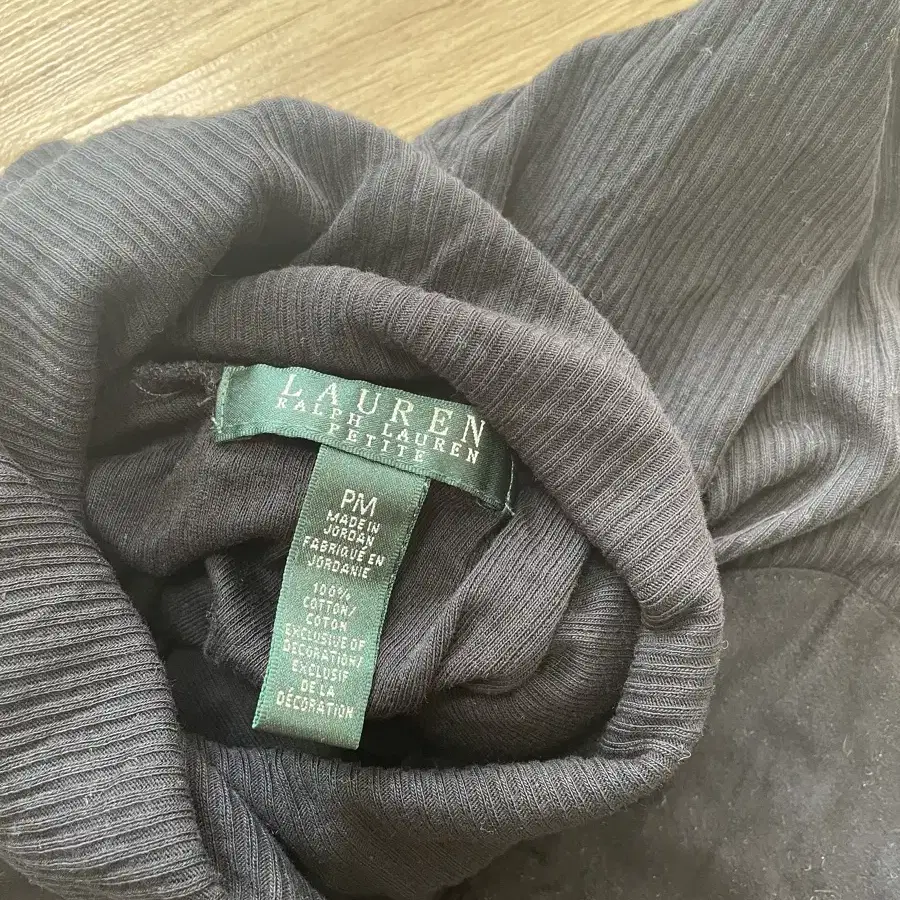 LAUREN
RALPH LAUREN
PETITE
PM
MADE IN
JORDAN
FABRIQUÉ EN
JORDANIE
100%
COTTON/
COTON
EXCLUSIVE OF
DECORATION/
EXCLUSIF
DE LA
DÉCORATION